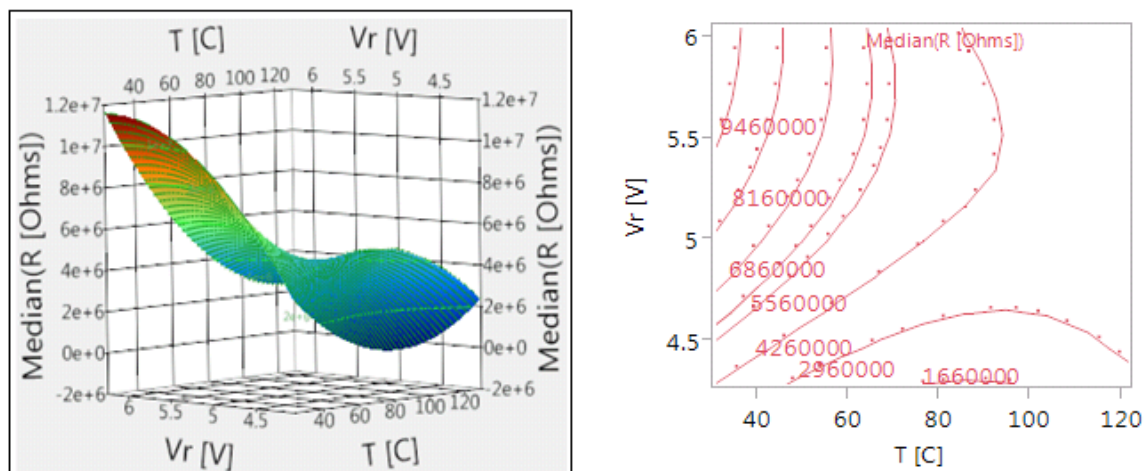 T [C] Vr [V]
40 60 80 100 120 6 5.5 5 4.5
1.2e+7 1.2e+7
1e+7 1e+7
8e+6 8e+6
6e+6 6e+6
4e+6 4e+6
2e+6 2e+6
0e+0 0e+0
-2e+6 -2e+6
Median(R [Ohms])
Median(R [Ohms])
6 5.5 5 4.5 40 60 80 100 120
Vr [V] T [C]
Median(R [Ohms])
6
5.5
5
4.5
Vr [V]
9460000
8160000
6860000
5560000
4260000
2960000
1660000
40 60 80 100 120
T [C]